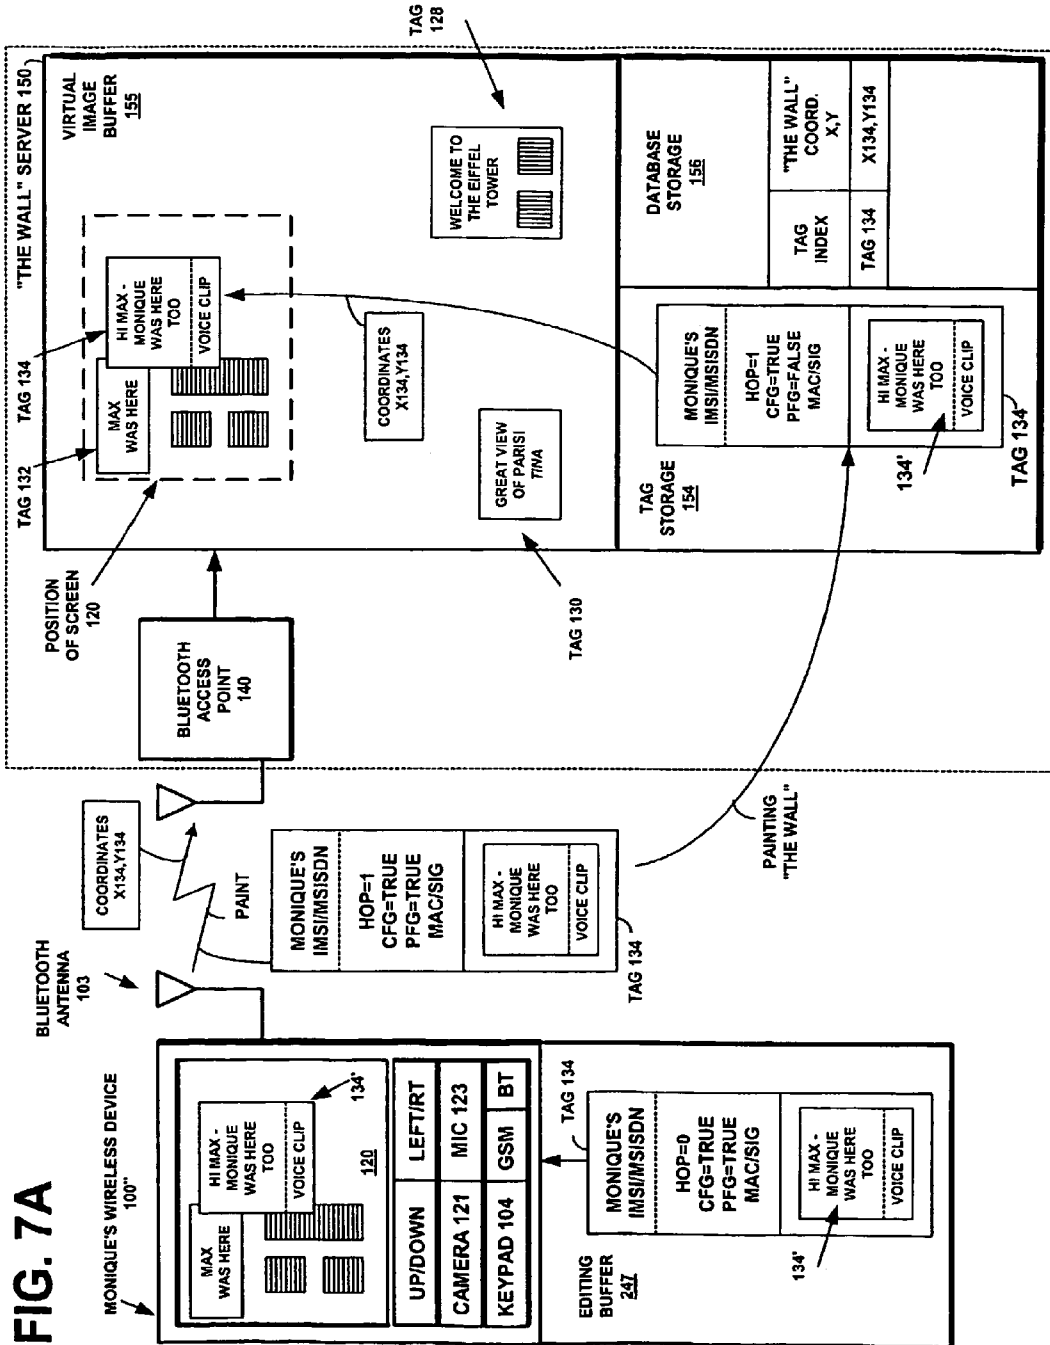 FIG. 7A
MONIQUE'S WIRELESS DEVICE
100"
MAX
WAS HERE
HI MAX -
MONIQUE
WAS HERE
TOO
VOICE CLIP
134'
120
UP/DOWN
LEFT/RT
CAMERA 121
MIC 123
KEYPAD 104
GSM
BT
EDITING
BUFFER
247
TAG 134
MONIQUE'S
IMSI/MSISDN
HOP=0
CFG=TRUE
PFG=TRUE
MAC/SIG
HI MAX -
MONIQUE
WAS HERE
TOO
VOICE CLIP
134'
BLUETOOTH
ANTENNA
103
COORDINATES
X134,Y134
PAINT
MONIQUE'S
IMSI/MSISDN
HOP=1
CFG=TRUE
PFG=TRUE
MAC/SIG
HI MAX -
MONIQUE
WAS HERE
TOO
VOICE CLIP
TAG 134
PAINTING
"THE WALL"
BLUETOOTH
ACCESS
POINT
140
POSITION
OF SCREEN
120
TAG 132
TAG 134
"THE WALL" SERVER 150
VIRTUAL
IMAGE
BUFFER
155
MAX
WAS HERE
HI MAX -
MONIQUE
WAS HERE
TOO
VOICE CLIP
COORDINATES
X134,Y134
GREAT VIEW
OF PARISI
TINA
TAG 130
WELCOME TO
THE EIFFEL
TOWER
TAG
128
TAG
STORAGE
154
MONIQUE'S
IMSI/MSISDN
HOP=1
CFG=TRUE
PFG=FALSE
MAC/SIG
HI MAX -
MONIQUE
WAS HERE
TOO
VOICE CLIP
134'
TAG 134
DATABASE
STORAGE
156
TAG
INDEX
"THE WALL"
COORD.
X,Y
TAG 134
X134,Y134